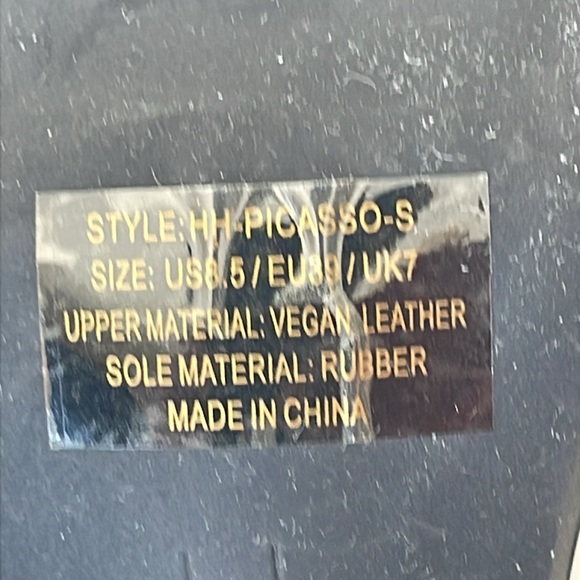 STYLE: HH-PICASSO-S
SIZE: US8.5 / EU39 / UK7
UPPER MATERIAL: VEGAN LEATHER
SOLE MATERIAL: RUBBER
MADE IN CHINA